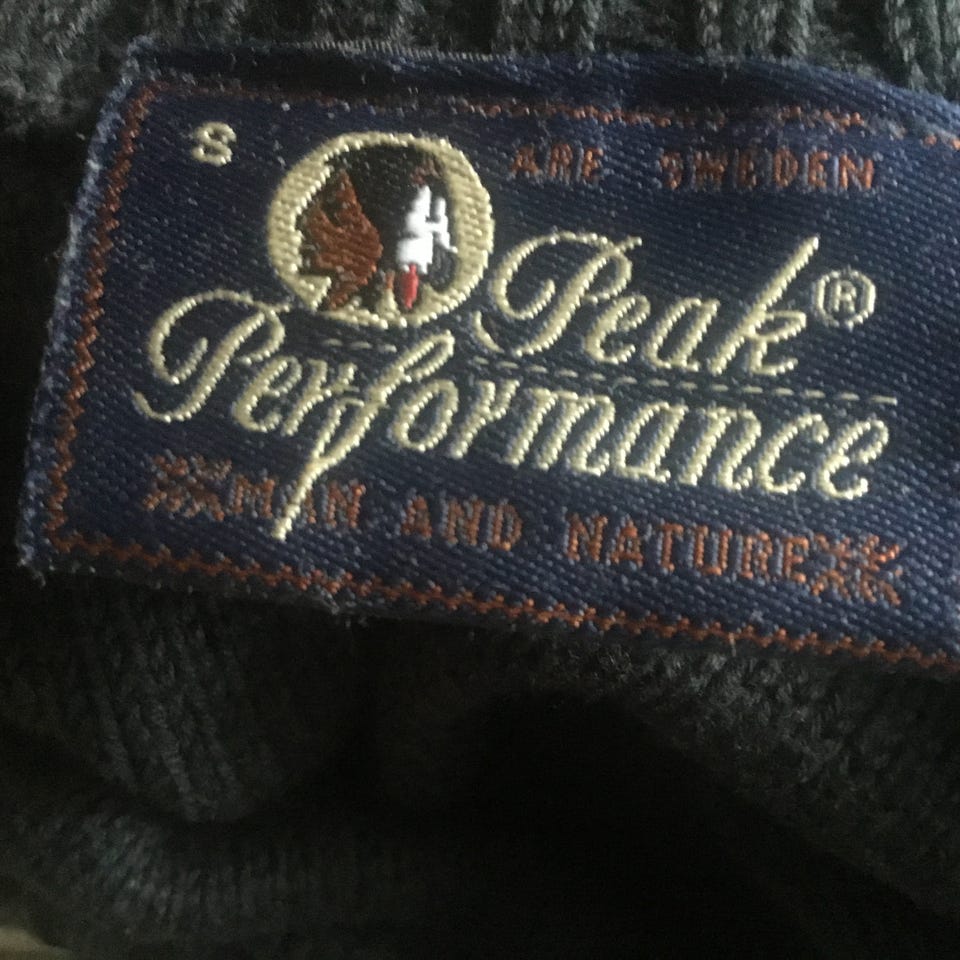 S
ARE SWEDEN
Peak®
Performance
MAN AND NATURE